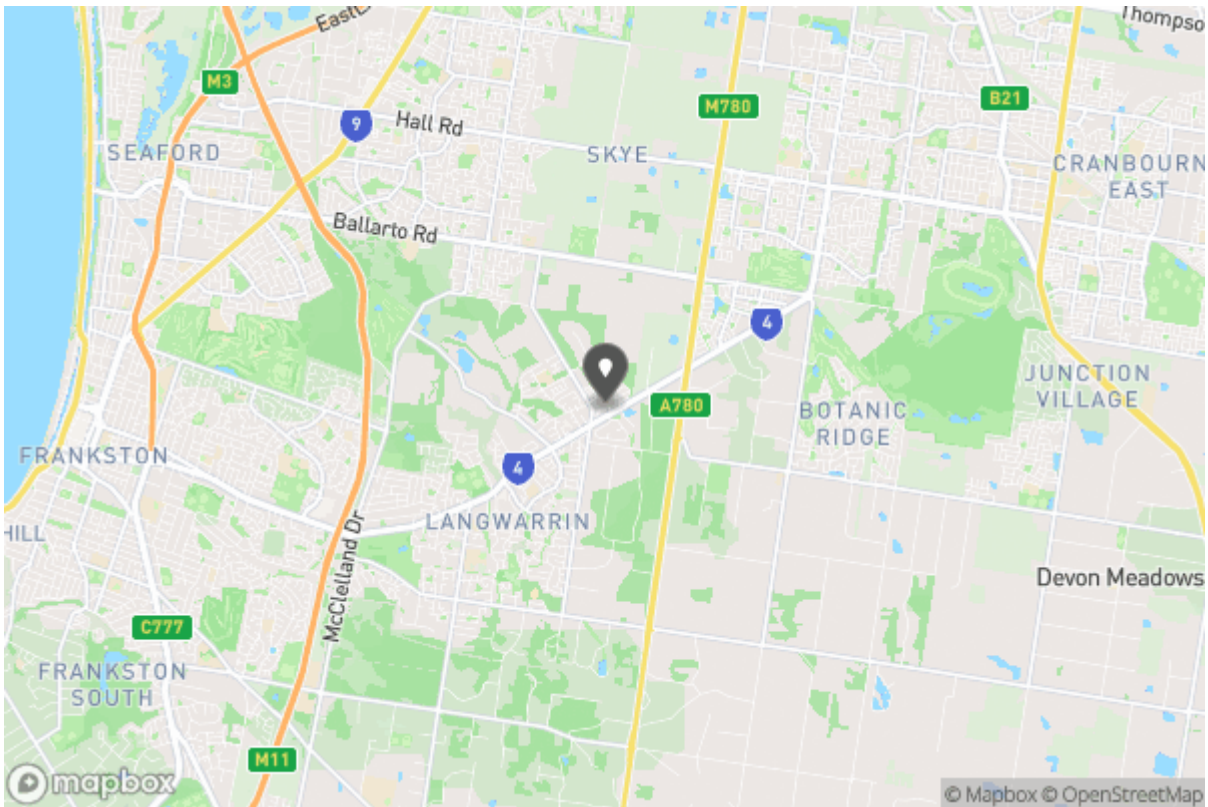 EastL
Thompso
M3
M780
B21
9
Hall Rd
SEAFORD
SKYE
CRANBOURN
EAST
Ballarto Rd
4
JUNCTION
VILLAGE
A780
BOTANIC
RIDGE
FRANKSTON
4
LANGWARRIN
HILL
McClelland Dr
Devon Meadows
C777
FRANKSTON
SOUTH
M11
mapbox
© Mapbox © OpenStreetMap